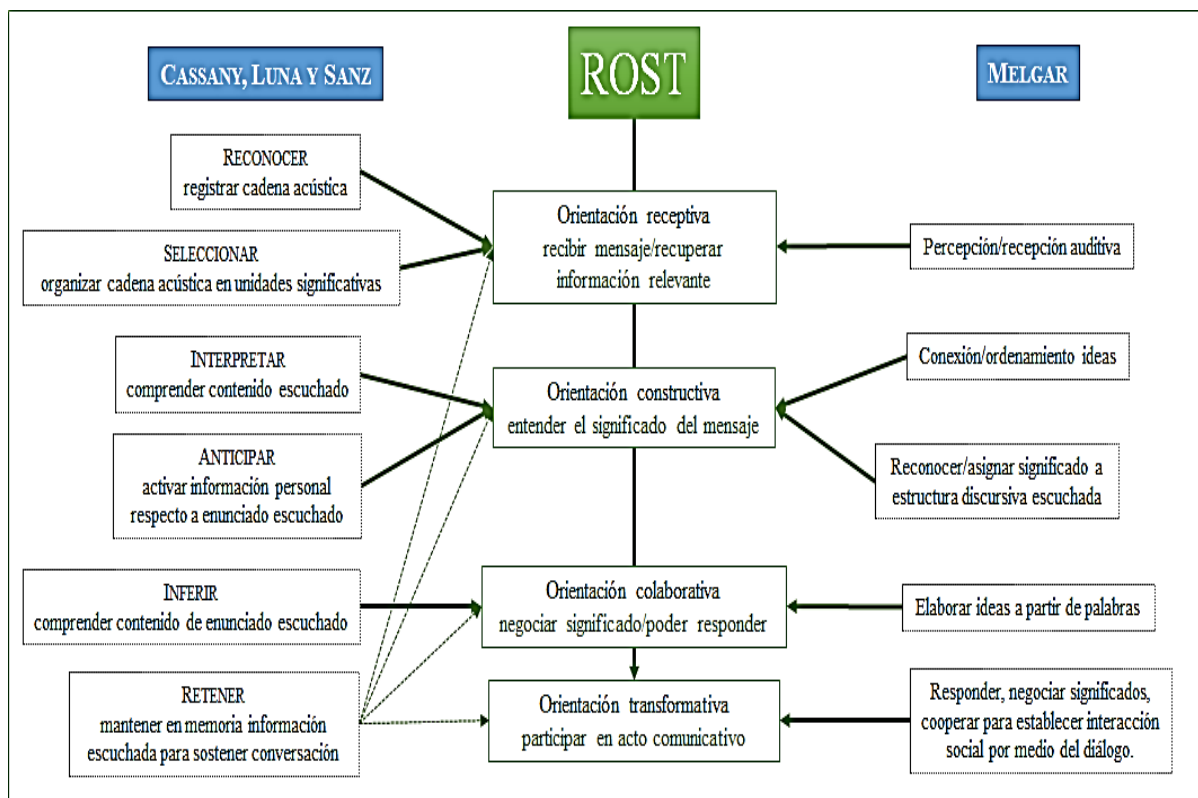 CASSANY, LUNA Y SANZ
RECONOCER
registrar cadena acústica
SELECCIONAR
organizar cadena acústica en unidades significativas
INTERPRETAR
comprender contenido escuchado
ANTICIPAR
activar información personal
respecto a enunciado escuchado
INFERIR
comprender contenido de enunciado escuchado
RETENER
mantener en memoria información
escuchada para sostener conversación
ROST
Orientación receptiva
recibir mensaje/recuperar
información relevante
Orientación constructiva
entender el significado del mensaje
Orientación colaborativa
negociar significado/poder responder
Orientación transformativa
participar en acto comunicativo
MELGAR
Percepción/recepción auditiva
Conexión/ordenamiento ideas
Reconocer/asignar significado a
estructura discursiva escuchada
Elaborar ideas a partir de palabras
Responder, negociar significados,
cooperar para establecer interacción
social por medio del diálogo.